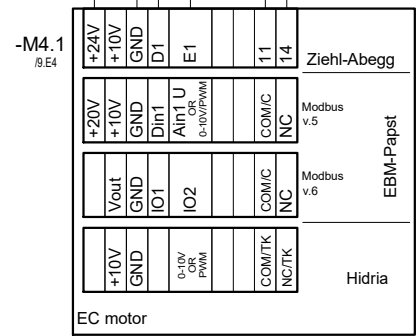 -M4.1
/9.E4
+24V +10V GND D1 E1 11 14
Ziehl-Abegg
+20V +10V GND Din1 Ain1 U OR 0-10V/PWM COM/C NC
Modbus
v.5
Vout GND IO1 IO2 COM/C NC
Modbus
v.6
EBM-Papst
+10V GND 0-10V OR PWM COM/TK NC/TK
Hidria
EC motor